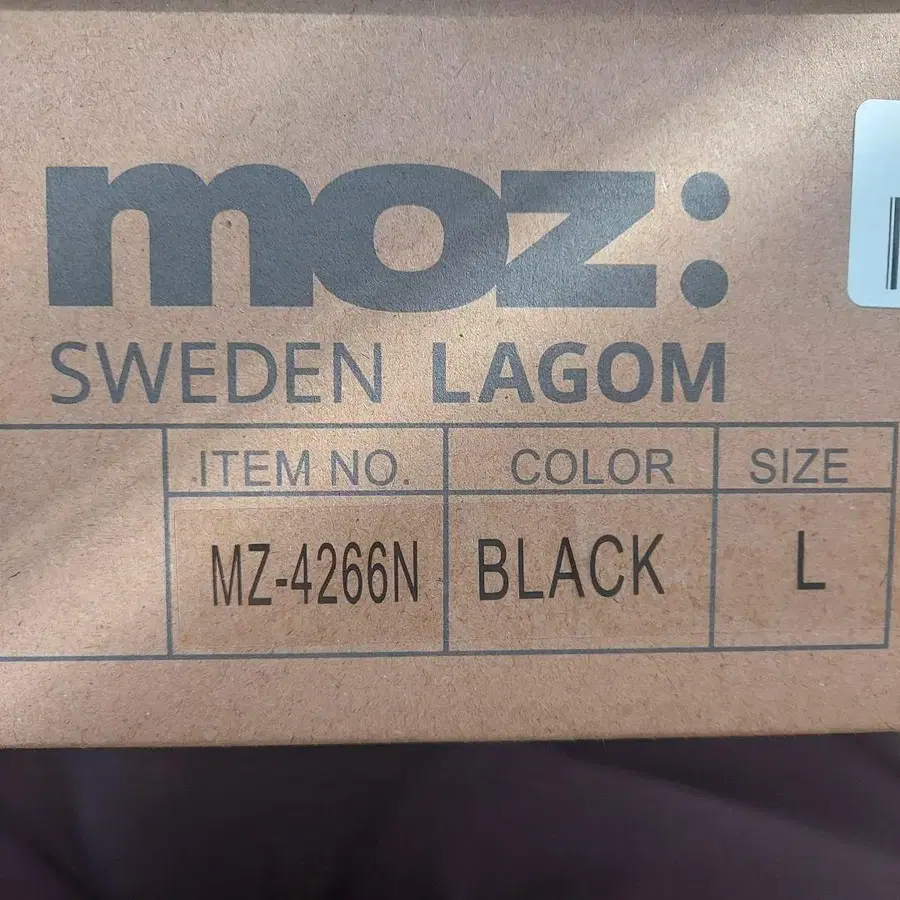 moz:
SWEDEN LAGOM
ITEM NO. COLOR SIZE
MZ-4266N BLACK L